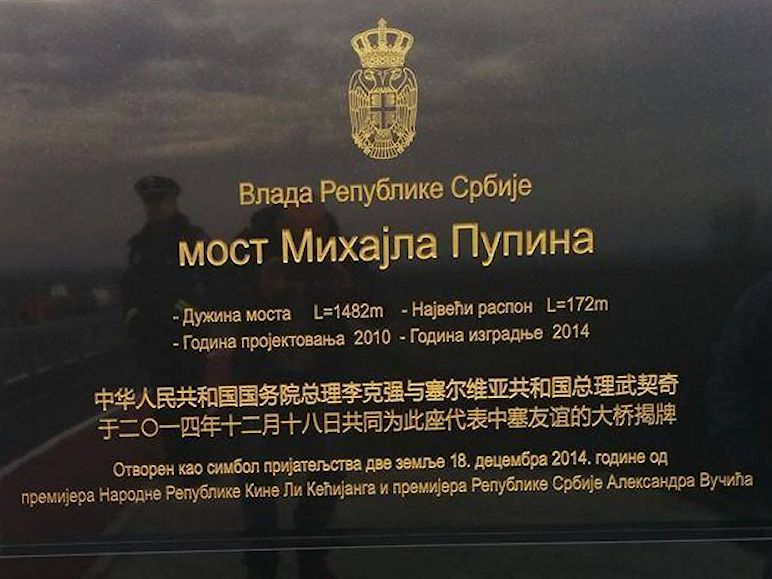 Влада Републике Србије
мост Михајла Пупина
- Дужина моста L=1482m - Највећи распон L=172m
- Година пројектовања 2010 - Година изградње 2014
中华人民共和国国务院总理李克强与塞尔维亚共和国总理武契奇
于二〇一四年十二月十八日共同为此座代表中塞友谊的大桥揭牌
Отворен као симбол пријатељства две земље 18. децембра 2014. године од
премијера Народне Републике Кине Ли Кећијанга и премијера Републике Србије Александра Вучића